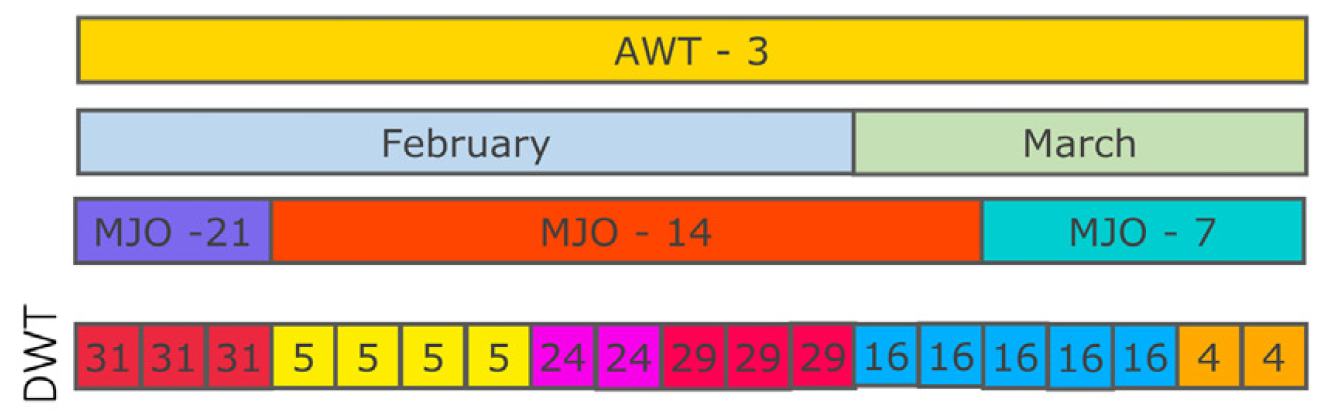 AWT - 3
February March
MJO -21 MJO - 14 MJO - 7
DWT
31 31 31 5 5 5 5 24 24 29 29 29 16 16 16 16 16 4 4